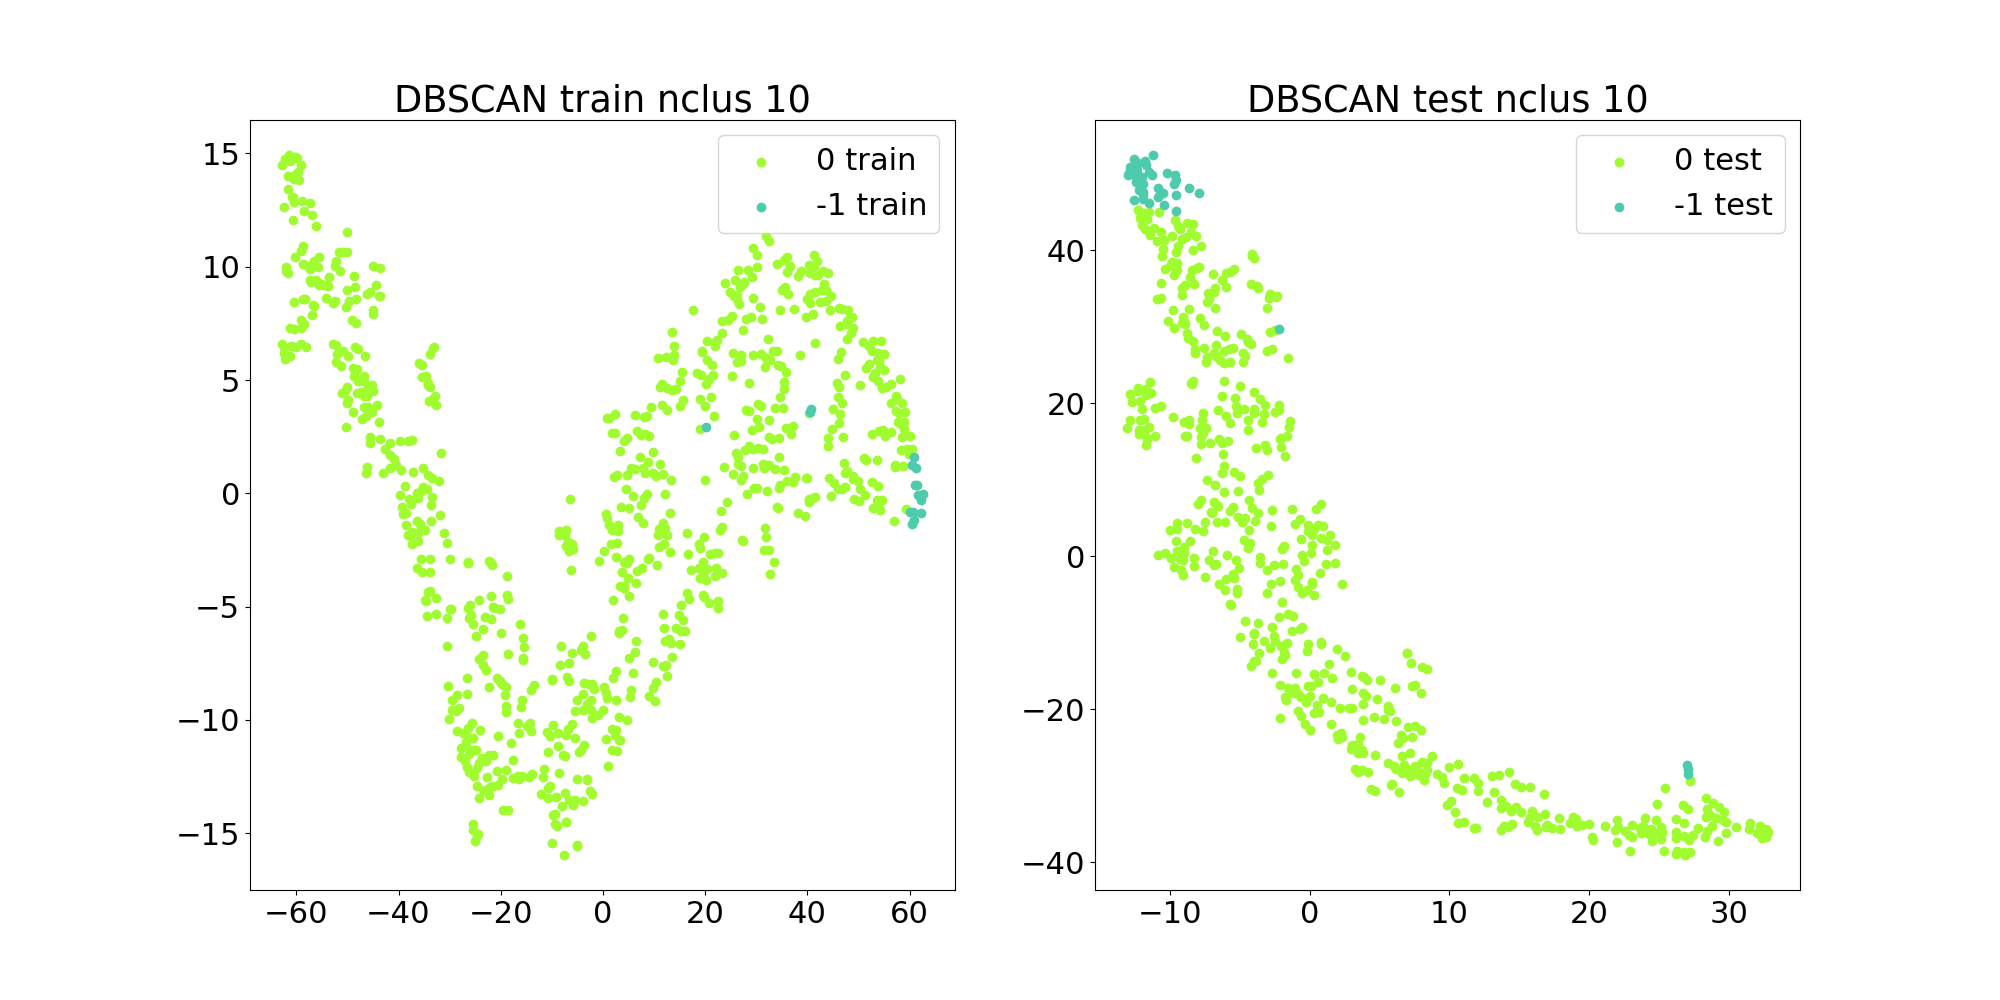 DBSCAN train nclus 10
0 train
-1 train
15
10
5
0
−5
−10
−15
−60 −40 −20 0 20 40 60
DBSCAN test nclus 10
0 test
-1 test
40
20
0
−20
−40
−10 0 10 20 30